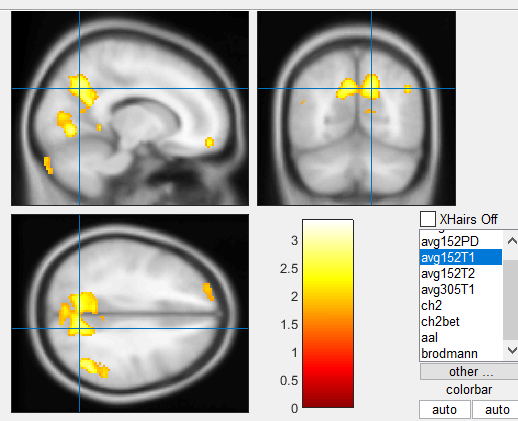 XHairs Off
avg152PD
avg152T1
avg152T2
avg305T1
ch2
ch2bet
aal
brodmann
other ...
colorbar
auto auto
3
2.5
2
1.5
1
0.5
0